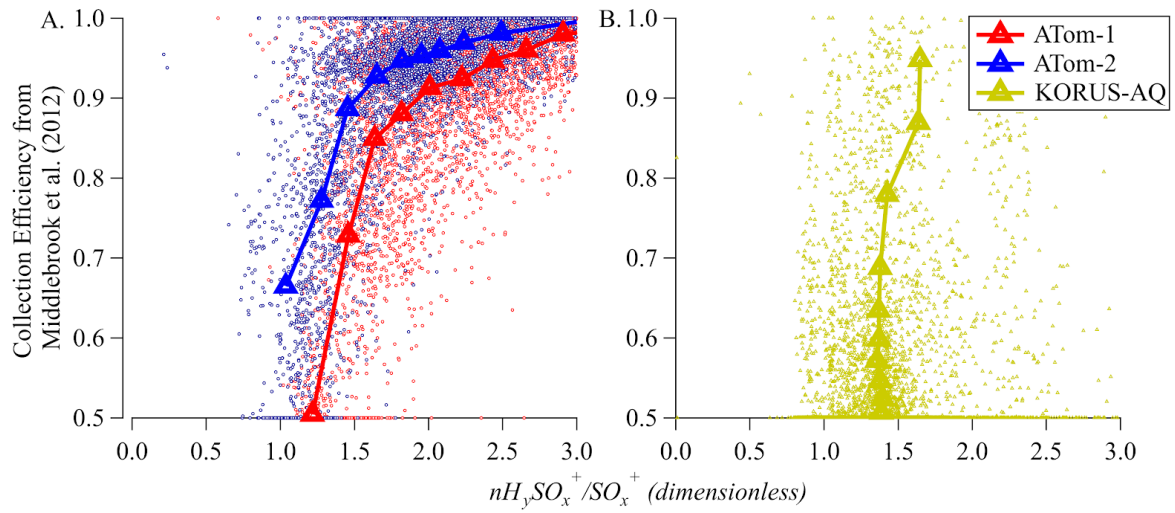 A.
B.
ATom-1
ATom-2
KORUS-AQ
Collection Efficiency from
Middlebrook et al. (2012)
1.0
0.9
0.8
0.7
0.6
0.5
0.0 0.5 1.0 1.5 2.0 2.5 3.0
1.0
0.9
0.8
0.7
0.6
0.5
0.0 0.5 1.0 1.5 2.0 2.5 3.0
nHySOx+/SOx+ (dimensionless)